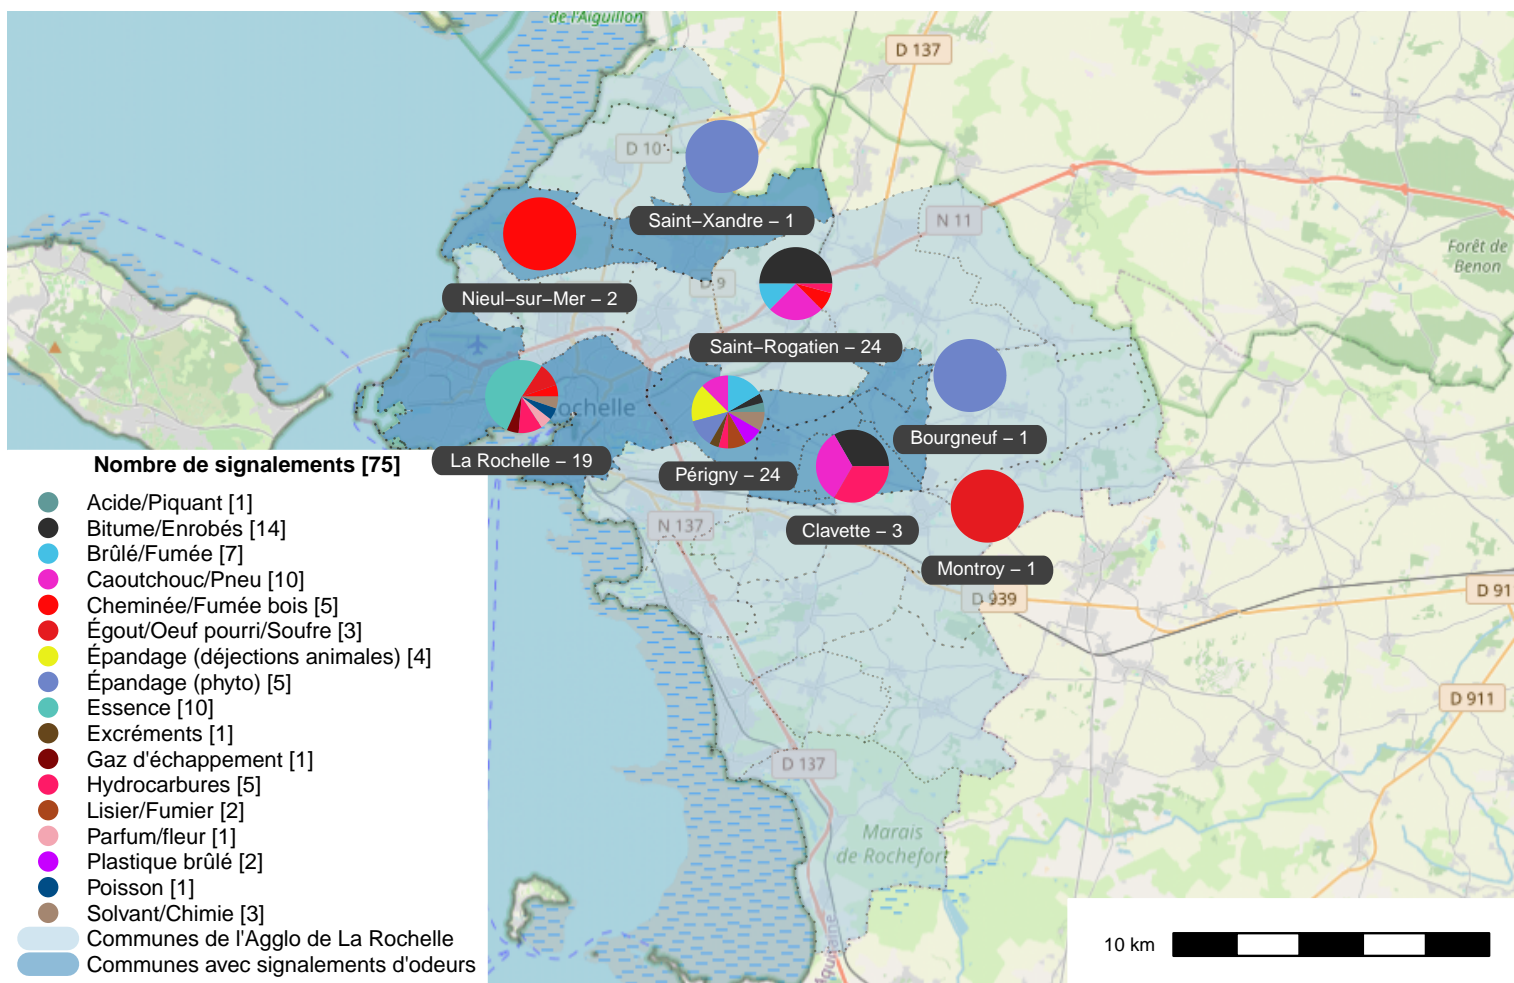 de l'Aiguillon
D 137
D 10
Saint–Xandre – 1
N 11
Forêt de
Benon
Nieul–sur–Mer – 2
9
Saint–Rogatien – 24
ochelle
Bourgneuf – 1
La Rochelle – 19
Périgny – 24
Clavette – 3
N 137
Montroy – 1
D 939
D 91
D 911
D 137
Marais
de Rochefort
Aquitaine
Nombre de signalements [75]
Acide/Piquant [1]
Bitume/Enrobés [14]
Brûlé/Fumée [7]
Caoutchouc/Pneu [10]
Cheminée/Fumée bois [5]
Égout/Oeuf pourri/Soufre [3]
Épandage (déjections animales) [4]
Épandage (phyto) [5]
Essence [10]
Excréments [1]
Gaz d'échappement [1]
Hydrocarbures [5]
Lisier/Fumier [2]
Parfum/fleur [1]
Plastique brûlé [2]
Poisson [1]
Solvant/Chimie [3]
Communes de l'Agglo de La Rochelle
Communes avec signalements d'odeurs
10 km